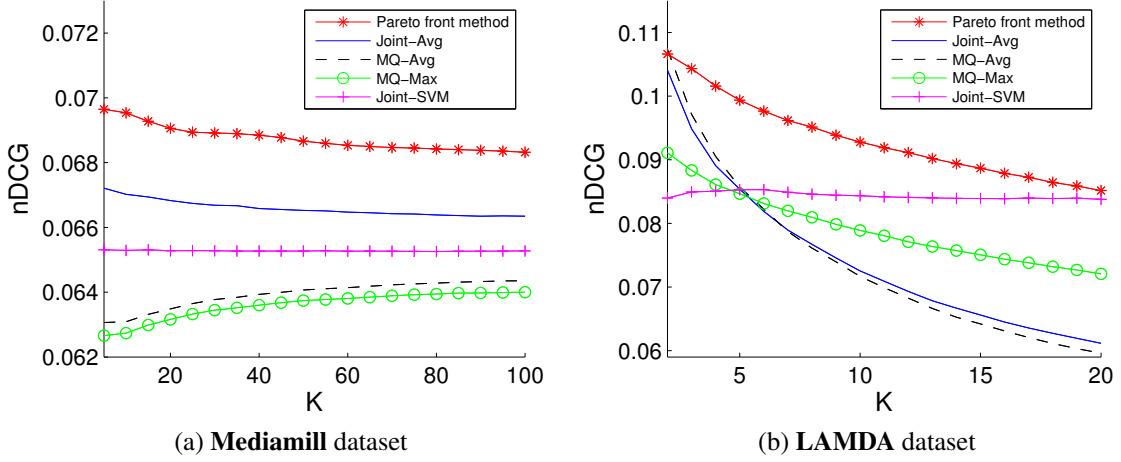 0.072
0.07
0.068
0.066
0.064
0.062
nDCG
20 40 60 80 100
K
Pareto front method
Joint−Avg
MQ−Avg
MQ−Max
Joint−SVM
(a) Mediamill dataset
0.11
0.1
0.09
0.08
0.07
0.06
nDCG
5 10 15 20
K
Pareto front method
Joint−Avg
MQ−Avg
MQ−Max
Joint−SVM
(b) LAMDA dataset